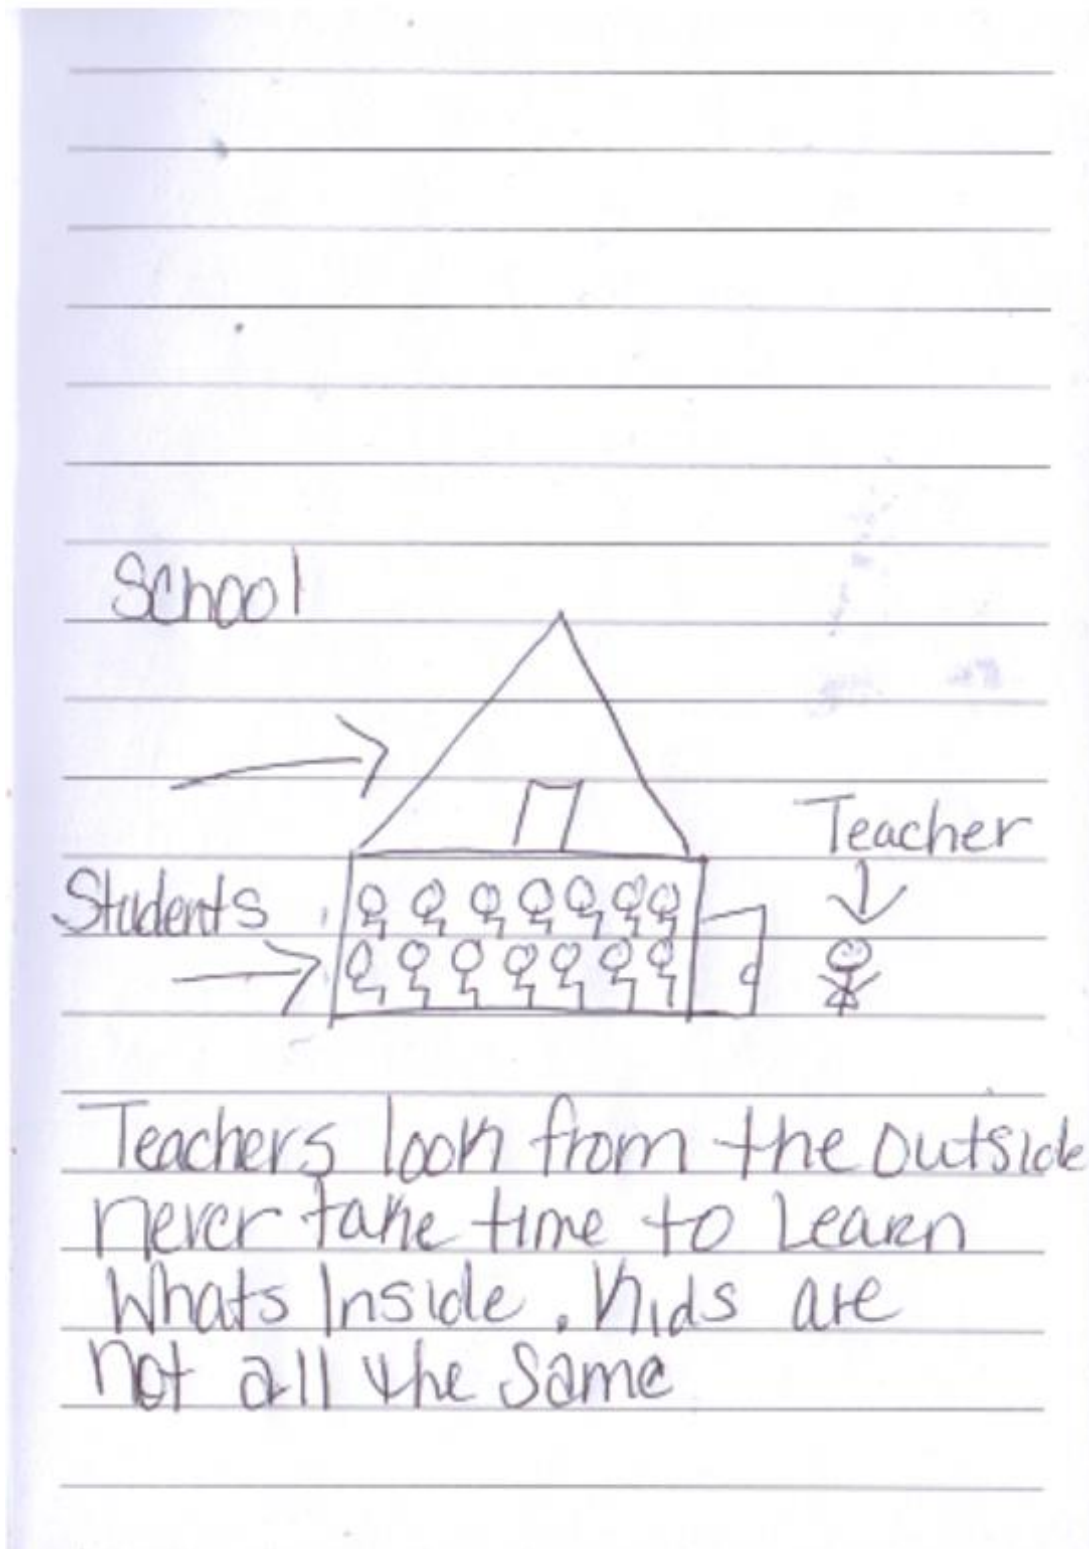 School
Teacher
Students
Teachers look from the outside
never take time to Learn
Whats Inside. Kids are
not all the same